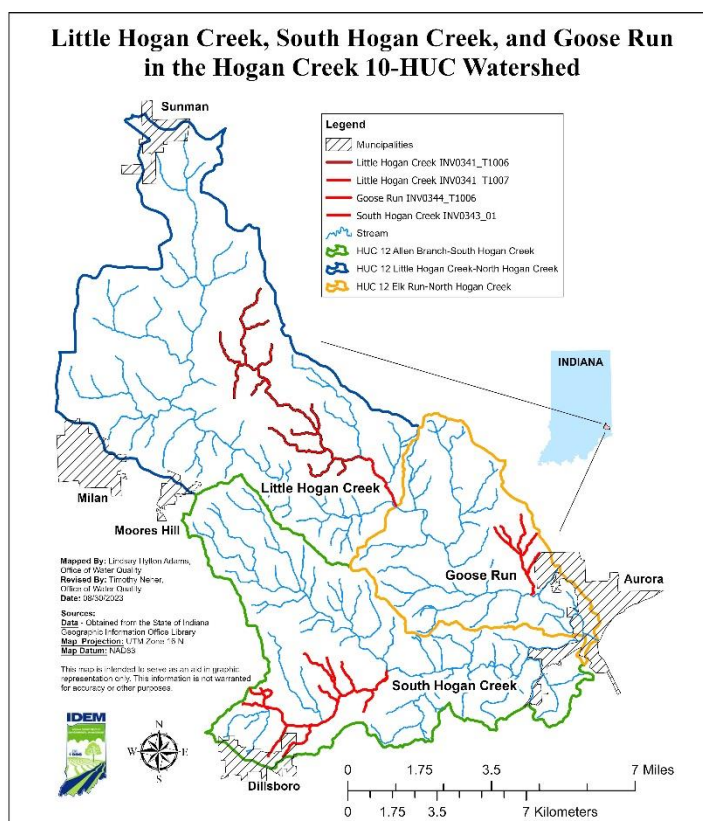 Little Hogan Creek, South Hogan Creek, and Goose Run
in the Hogan Creek 10-HUC Watershed
Sunman
Legend
Muncipalities
Little Hogan Creek INV0341_T1006
Little Hogan Creek INV0341_T1007
Goose Run INV0344_T1006
South Hogan Creek INV0343_01
Stream
HUC 12 Allen Branch-South Hogan Creek
HUC 12 Little Hogan Creek-North Hogan Creek
HUC 12 Elk Run-North Hogan Creek
INDIANA
Milan
Little Hogan Creek
Moores Hill
Goose Run
Aurora
Mapped By: Lindsay Hylton Adams,
Office of Water Quality
Revised By: Timothy Neher,
Office of Water Quality
Date: 08/30/2023
Sources:
Data - Obtained from the State of Indiana
Geographic Information Office Library
Map Projection: UTM Zone 16 N
Map Datum: NAD83
This map is intended to serve as an aid in graphic
representation only. This information is not warranted
for accuracy or other purposes.
South Hogan Creek
IDEM
N
W E
S
Dillsboro
0 1.75 3.5 7 Miles
0 1.75 3.5 7 Kilometers